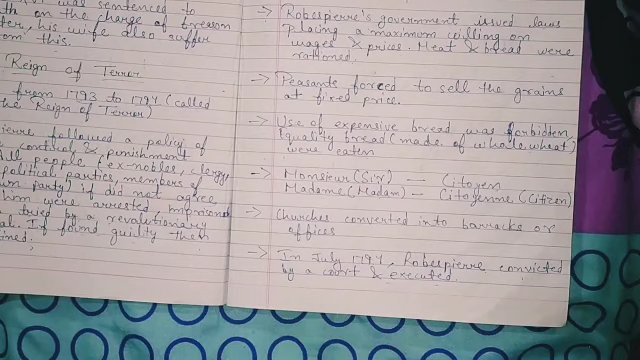 was sentenced to
on the charge of treason
his wife also suffer
from this.
Reign of Terror
from 1793 to 1794 (called
the Reign of Terror)
followed a policy of
control & punishment
people (ex-nobles, clergy
political parties, members of
party) if did not agree
him were arrested imprisoned
tried by a revolutionary
If found guilty then
→ Robespierre's government issued laws
placing a maximum ceiling on
wages & prices. Meat & bread were
rationed.
→ Peasants forced to sell the grains
at fixed price.
→ Use of expensive bread was forbidden,
Equality bread (made of whole wheat)
were eaten
→ Monsieur (Sir) — Citoyen
Madame (Madam) — Citoyenne (Citizen)
→ Churches converted into barracks or
offices
→ In July 1794, Robespierre convicted
by a court & executed.